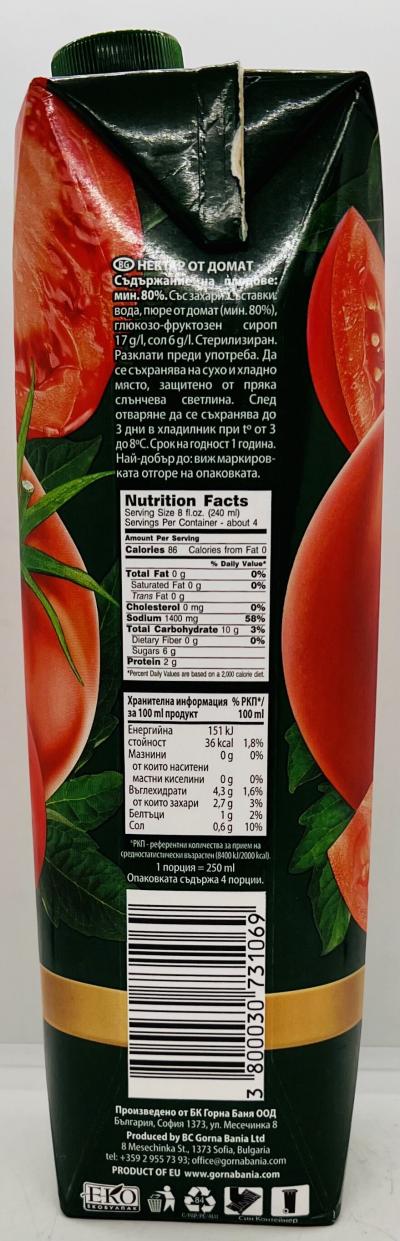 BG НЕКТАР ОТ ДОМАТ
Съдържание на плодове:
мин. 80%. Със захари. Съставки:
вода, пюре от домат (мин. 80%),
глюкозо-фруктозен сироп
17 g/l, сол 6 g/l. Стерилизиран.
Разклати преди употреба. Да
се съхранява на сухо и хладно
място, защитено от пряка
слънчева светлина. След
отваряне да се съхранява до
3 дни в хладилник при tº от 3
до 8ºC. Срок на годност 1 година.
Най-добър до: виж маркиров-
ката отгоре на опаковката.
Nutrition Facts
Serving Size 8 fl.oz. (240 ml)
Servings Per Container - about 4
Amount Per Serving
Calories 86 Calories from Fat 0
% Daily Value*
Total Fat 0 g 0%
Saturated Fat 0 g 0%
Trans Fat 0 g
Cholesterol 0 mg 0%
Sodium 1400 mg 58%
Total Carbohydrate 10 g 3%
Dietary Fiber 0 g 0%
Sugars 6 g
Protein 2 g
*Percent Daily Values are based on a 2,000 calorie diet.
Хранителна информация % РКП*/
за 100 ml продукт 100 ml
Енергийна 151 kJ
стойност 36 kcal 1,8%
Мазнини 0 g 0%
от които наситени
мастни киселини 0 g 0%
Въглехидрати 4,3 g 1,6%
от които захари 2,7 g 3%
Белтъци 1 g 2%
Сол 0,6 g 10%
*РКП - референтни количества за прием на
средностатистически възрастен (8400 kJ/2000 kcal).
1 порция = 250 ml
Опаковката съдържа 4 порции.
3 800030 731069
Произведено от БК Горна Баня ООД
България, София 1373, ул. Месечинка 8
Produced by BC Gorna Bania Ltd
8 Mesechinka St., 1373 Sofia, Bulgaria
tel: +359 2 955 73 93; office@gornabania.com
PRODUCT OF EU www.gornabania.com
ЕКО
ЕКОБУЛПАК
84
C/PAP/PE/ALU
Син Контейнер